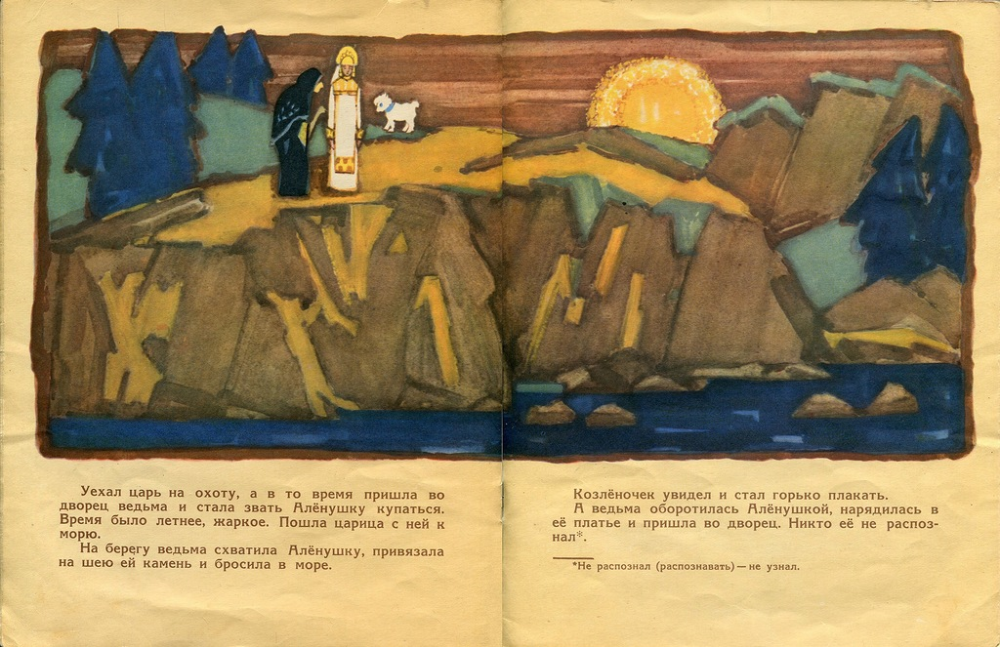 Уехал царь на охоту, а в то время пришла во
дворец ведьма и стала звать Алёнушку купаться.
Время было летнее, жаркое. Пошла царица с ней к
морю.
На берегу ведьма схватила Алёнушку, привязала
на шею ей камень и бросила в море.
Козлёночек увидел и стал горько плакать.
А ведьма оборотилась Алёнушкой, нарядилась в
её платье и пришла во дворец. Никто её не распоз-
нал*.
*Не распознал (распознавать) — не узнал.